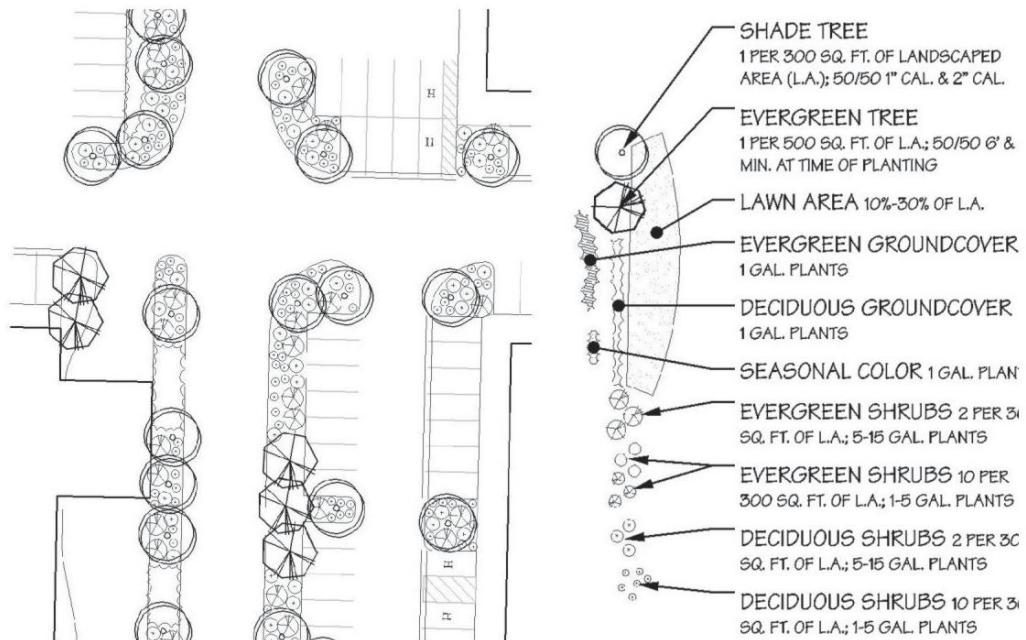 SHADE TREE
1 PER 300 SQ. FT. OF LANDSCAPED
AREA (L.A.); 50/50 1" CAL. & 2" CAL.
EVERGREEN TREE
1 PER 500 SQ. FT. OF L.A.; 50/50 6' &
MIN. AT TIME OF PLANTING
LAWN AREA 10%-30% OF L.A.
EVERGREEN GROUNDCOVER
1 GAL. PLANTS
DECIDUOUS GROUNDCOVER
1 GAL. PLANTS
SEASONAL COLOR 1 GAL. PLAN
EVERGREEN SHRUBS 2 PER
SQ. FT. OF L.A.; 5-15 GAL. PLANTS
EVERGREEN SHRUBS 10 PER
300 SQ. FT. OF L.A.; 1-5 GAL. PLANTS
DECIDUOUS SHRUBS 2 PER 30
SQ. FT. OF L.A.; 5-15 GAL. PLANTS
DECIDUOUS SHRUBS 10 PER
SQ. FT. OF L.A.; 1-5 GAL. PLANTS
H
H
H
H